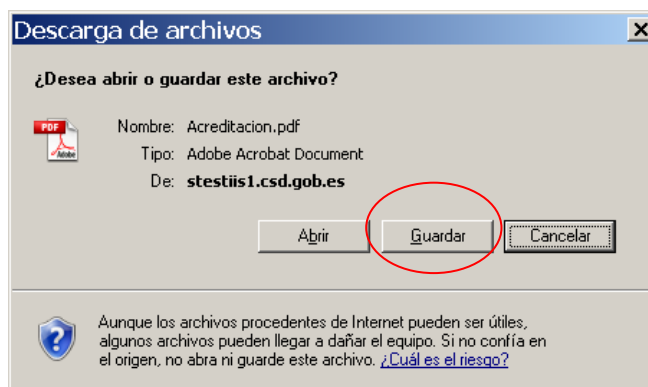 Descarga de archivos
¿Desea abrir o guardar este archivo?
PDF
Adobe
Nombre: Acreditacion.pdf
Tipo: Adobe Acrobat Document
De: stestiis1.csd.gob.es
Abrir Guardar Cancelar
Aunque los archivos procedentes de Internet pueden ser útiles,
algunos archivos pueden llegar a dañar el equipo. Si no confía en
el origen, no abra ni guarde este archivo. ¿Cuál es el riesgo?